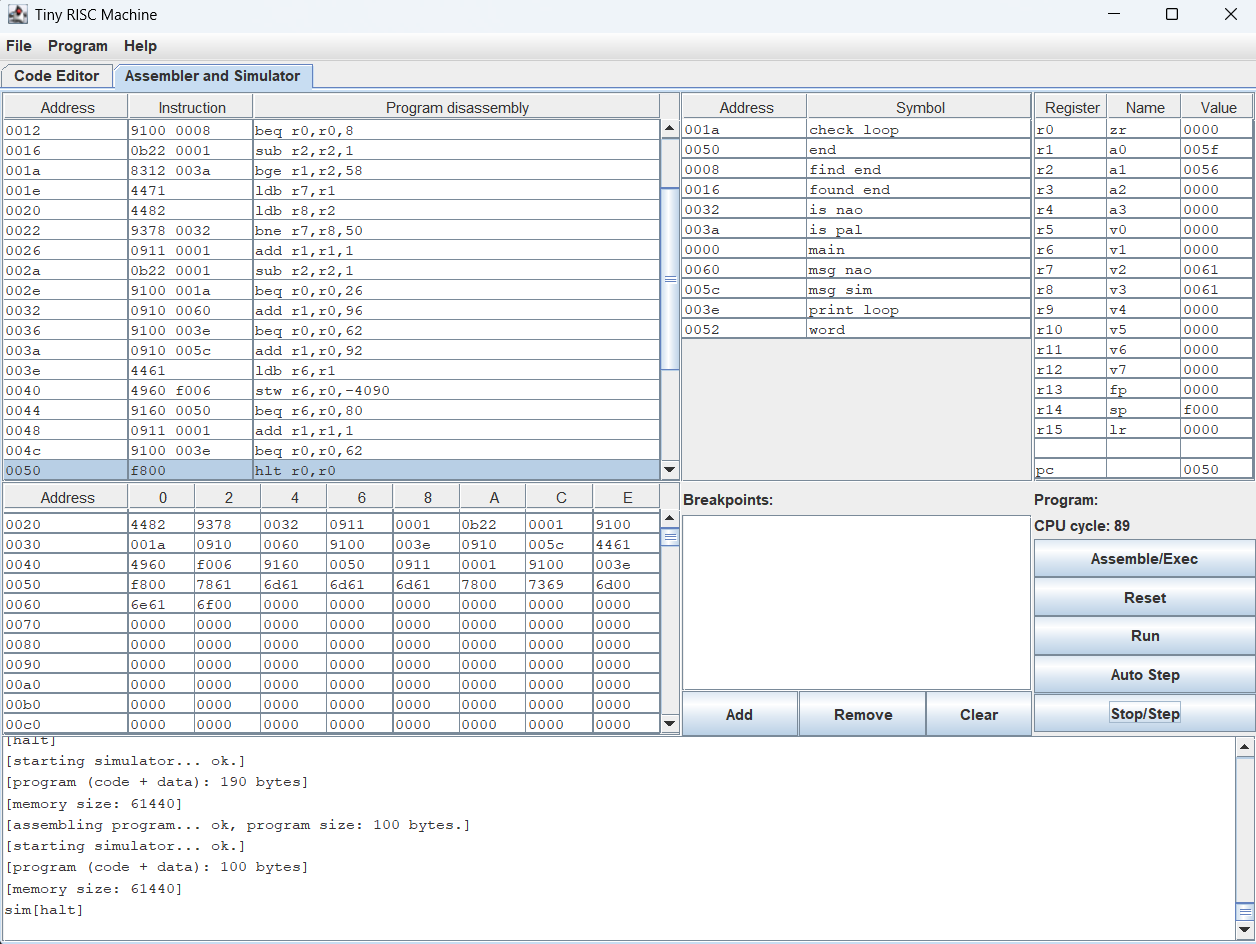 Tiny RISC Machine
File Program Help
Code Editor Assembler and Simulator
Address Instruction Program disassembly
0012 9100 0008 beq r0,r0,8
0016 0b22 0001 sub r2,r2,1
001a 8312 003a bge r1,r2,58
001e 4471 ldb r7,r1
0020 4482 ldb r8,r2
0022 9378 0032 bne r7,r8,50
0026 0911 0001 add r1,r1,1
002a 0b22 0001 sub r2,r2,1
002e 9100 001a beq r0,r0,26
0032 0910 0060 add r1,r0,96
0036 9100 003e beq r0,r0,62
003a 0910 005c add r1,r0,92
003e 4461 ldb r6,r1
0040 4960 f006 stw r6,r0,-4090
0044 9160 0050 beq r6,r0,80
0048 0911 0001 add r1,r1,1
004c 9100 003e beq r0,r0,62
0050 f800 hlt r0,r0
Address Symbol
001a check loop
0050 end
0008 find end
0016 found end
0032 is nao
003a is pal
0000 main
0060 msg nao
005c msg sim
003e print loop
0052 word
Register Name Value
r0 zr 0000
r1 a0 005f
r2 a1 0056
r3 a2 0000
r4 a3 0000
r5 v0 0000
r6 v1 0000
r7 v2 0061
r8 v3 0061
r9 v4 0000
r10 v5 0000
r11 v6 0000
r12 v7 0000
r13 fp 0000
r14 sp f000
r15 lr 0000
pc 0050
Address 0 2 4 6 8 A C E
0020 4482 9378 0032 0911 0001 0b22 0001 9100
0030 001a 0910 0060 9100 003e 0910 005c 4461
0040 4960 f006 9160 0050 0911 0001 9100 003e
0050 f800 7861 6d61 6d61 6d61 7800 7369 6d00
0060 6e61 6f00 0000 0000 0000 0000 0000 0000
0070 0000 0000 0000 0000 0000 0000 0000 0000
0080 0000 0000 0000 0000 0000 0000 0000 0000
0090 0000 0000 0000 0000 0000 0000 0000 0000
00a0 0000 0000 0000 0000 0000 0000 0000 0000
00b0 0000 0000 0000 0000 0000 0000 0000 0000
00c0 0000 0000 0000 0000 0000 0000 0000 0000
Breakpoints:
Add Remove Clear
Program:
CPU cycle: 89
Assemble/Exec
Reset
Run
Auto Step
Stop/Step
[halt]
[starting simulator... ok.]
[program (code + data): 190 bytes]
[memory size: 61440]
[assembling program... ok, program size: 100 bytes.]
[starting simulator... ok.]
[program (code + data): 100 bytes]
[memory size: 61440]
sim[halt]